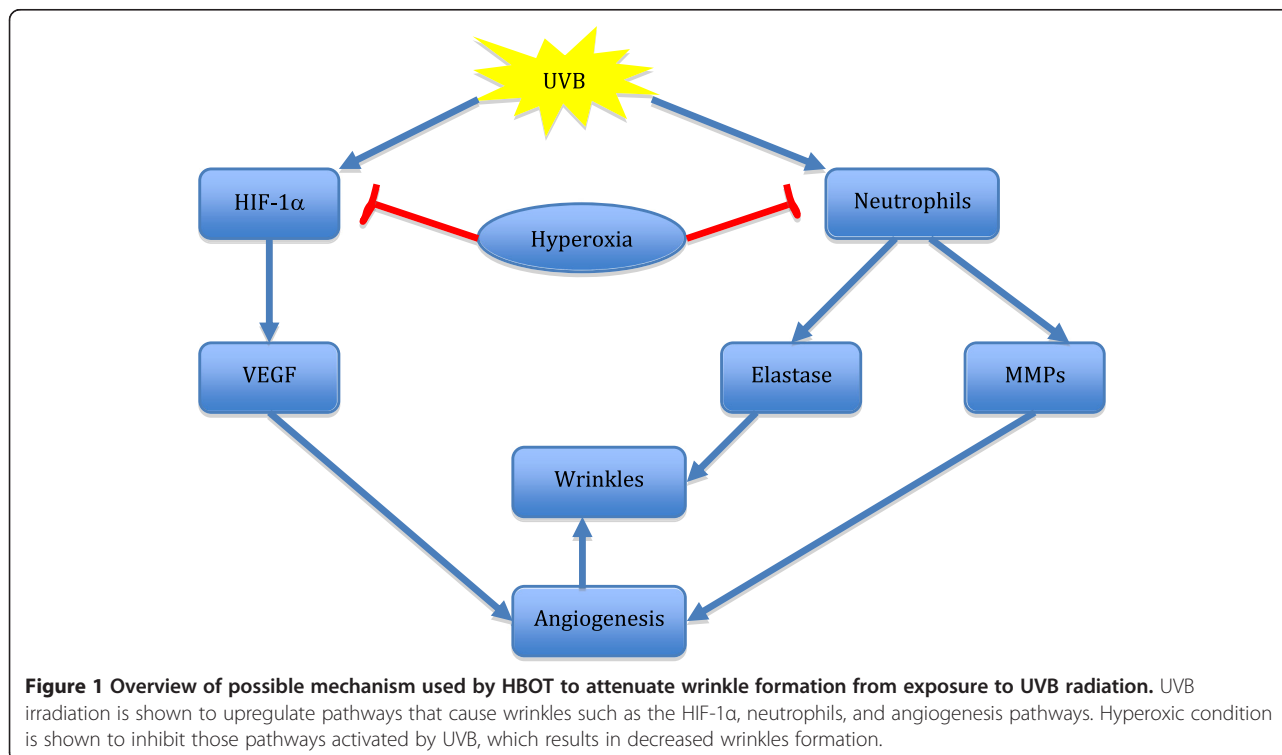 UVB
HIF-1α
Neutrophils
Hyperoxia
VEGF
Elastase
MMPs
Wrinkles
Angiogenesis
Figure 1 Overview of possible mechanism used by HBOT to attenuate wrinkle formation from exposure to UVB radiation. UVB
irradiation is shown to upregulate pathways that cause wrinkles such as the HIF-1α, neutrophils, and angiogenesis pathways. Hyperoxic condition
is shown to inhibit those pathways activated by UVB, which results in decreased wrinkles formation.